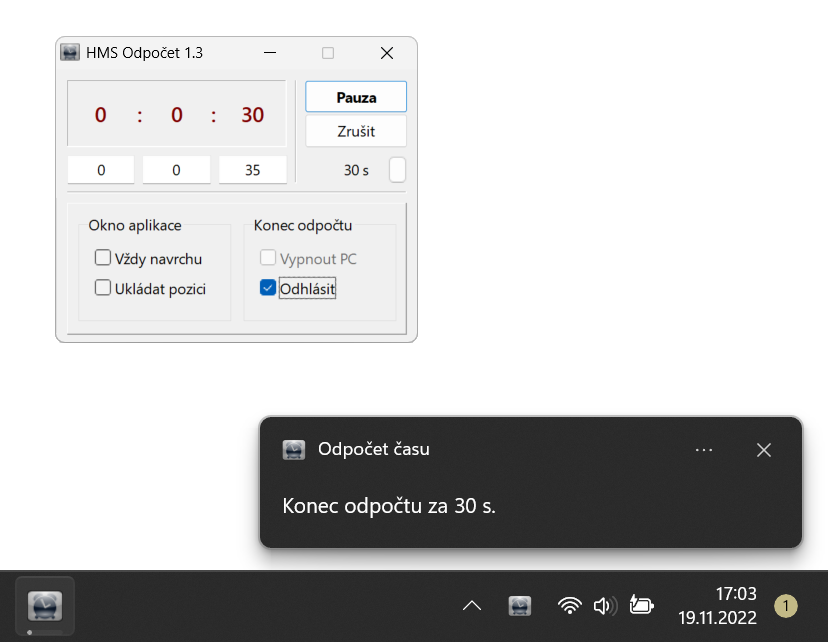 HMS Odpočet 1.3
0 : 0 : 30
Pauza
Zrušit
0 0 35
30 s
Okno aplikace
Vždy navrchu
Ukládat pozici
Konec odpočtu
Vypnout PC
Odhlásit
Odpočet času
Konec odpočtu za 30 s.
17:03
19.11.2022
1